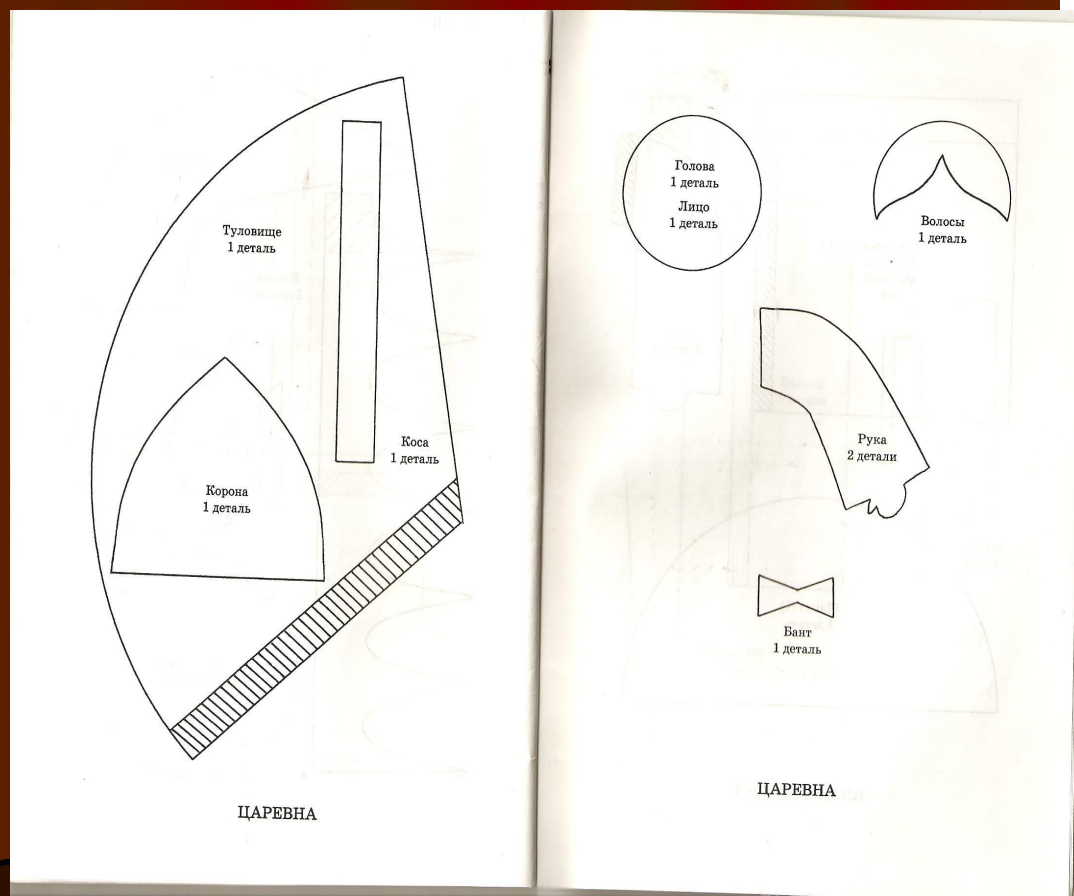 Туловище
1 деталь
Коса
1 деталь
Корона
1 деталь
ЦАРЕВНА
Голова
1 деталь
Лицо
1 деталь
Волосы
1 деталь
Рука
2 детали
Бант
1 деталь
ЦАРЕВНА